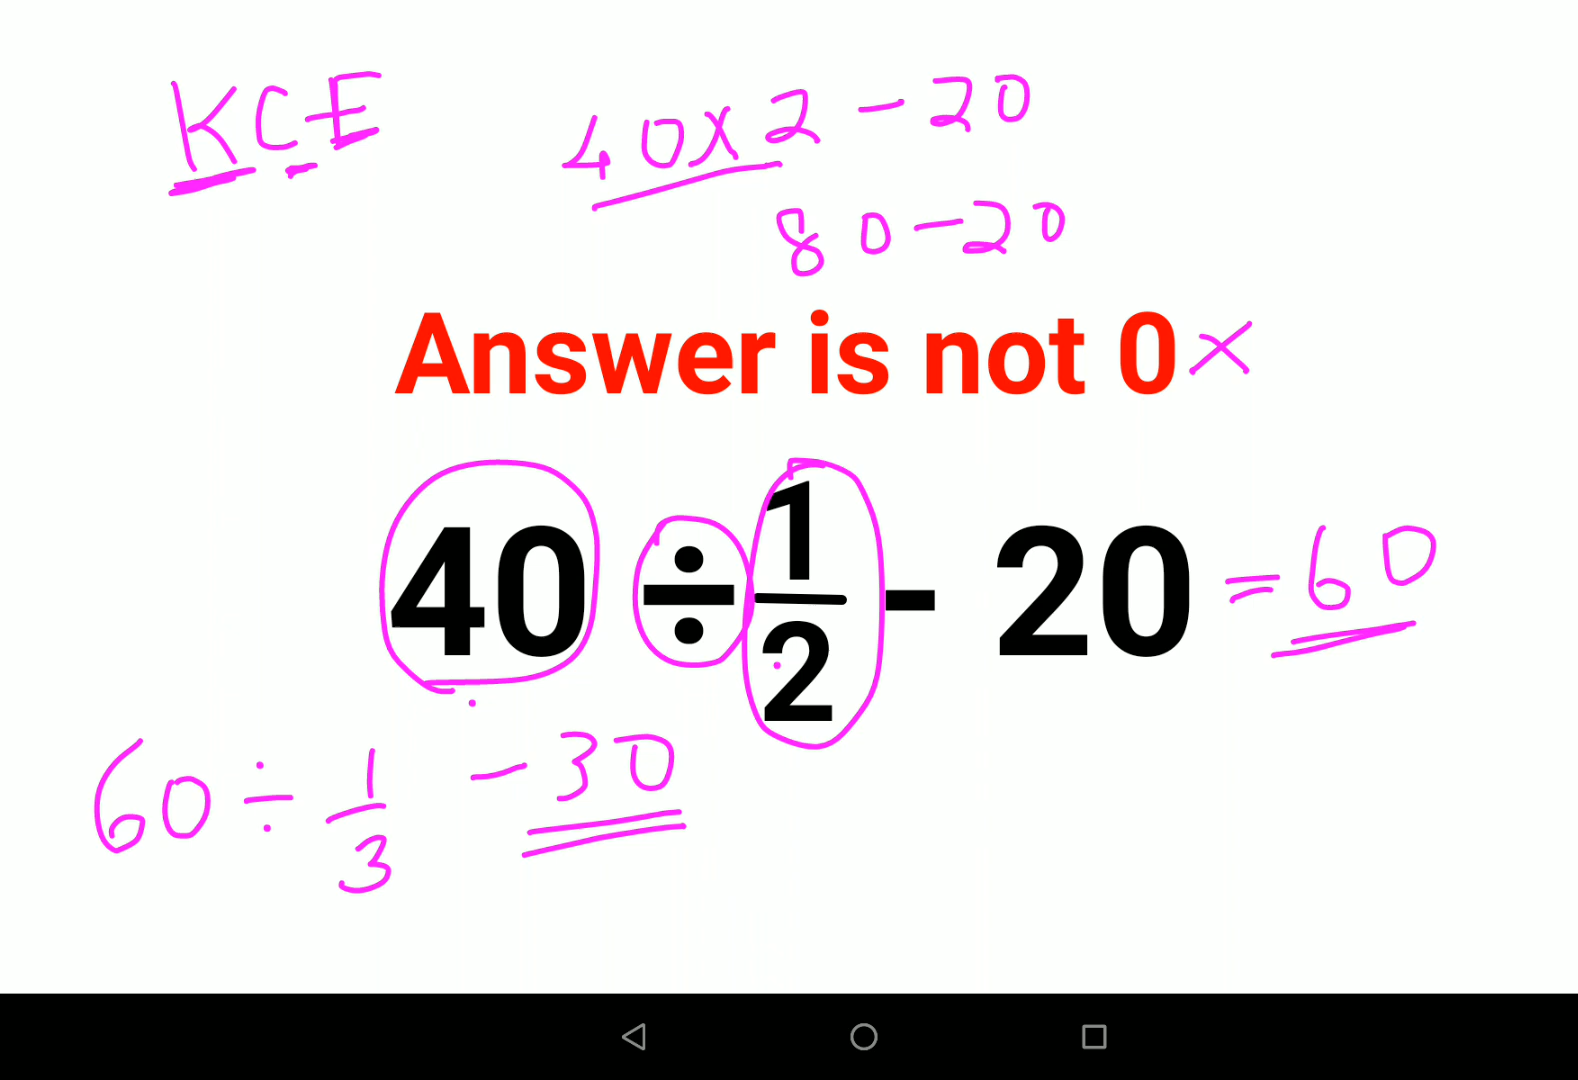 KCE
40x2-20
80-20
Answer is not 0 ×
40 ÷ 1/2 - 20 = 60
60 ÷ 1/3 - 30